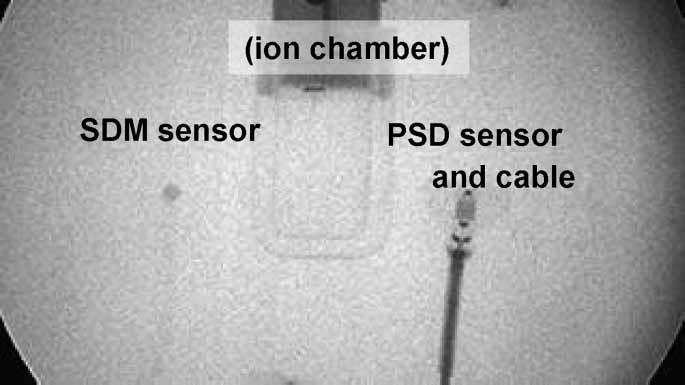 (ion chamber)
SDM sensor
PSD sensor
and cable